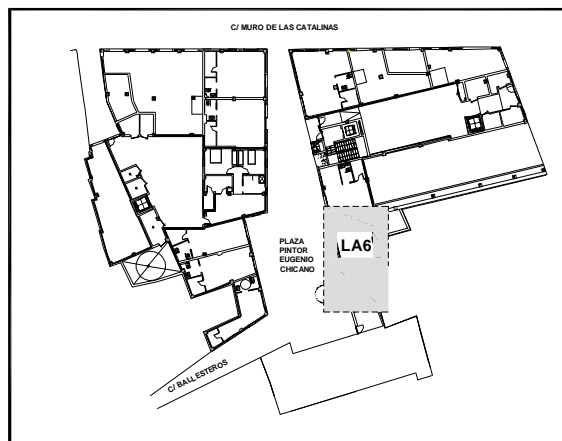 C/ MURO DE LAS CATALINAS
PLAZA
PINTOR
EUGENIO
CHICANO
LA6
C/ BALLESTEROS